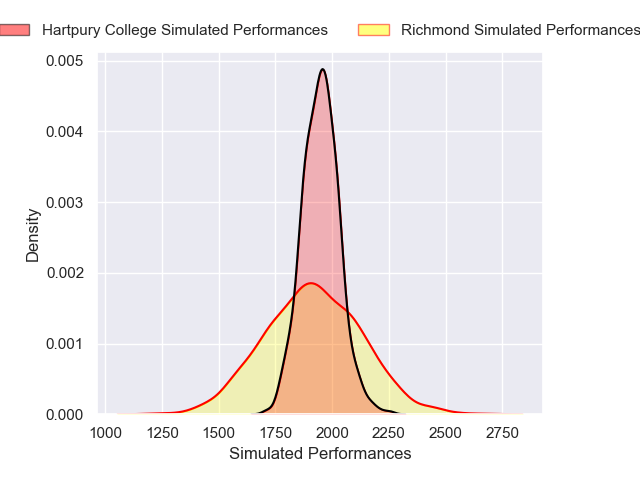 Hartpury College Simulated Performances
Richmond Simulated Performances
0.005
0.004
0.003
0.002
0.001
0.000
Density
1000 1250 1500 1750 2000 2250 2500 2750
Simulated Performances